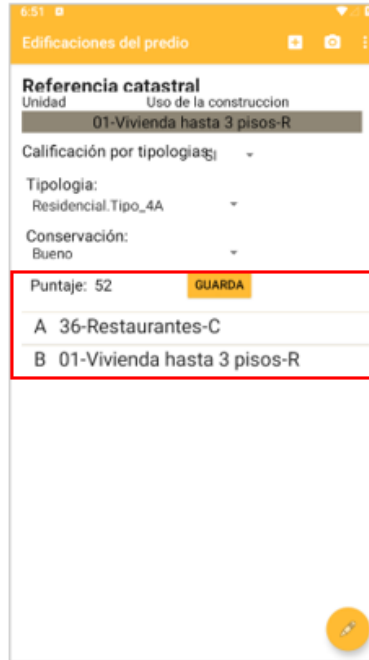 6:51
Edificaciones del predio
Referencia catastral
Unidad Uso de la construccion
01-Vivienda hasta 3 pisos-R
Calificación por tipologias: SI
Tipologia:
Residencial.Tipo_4A
Conservación:
Bueno
Puntaje: 52 GUARDA
A 36-Restaurantes-C
B 01-Vivienda hasta 3 pisos-R